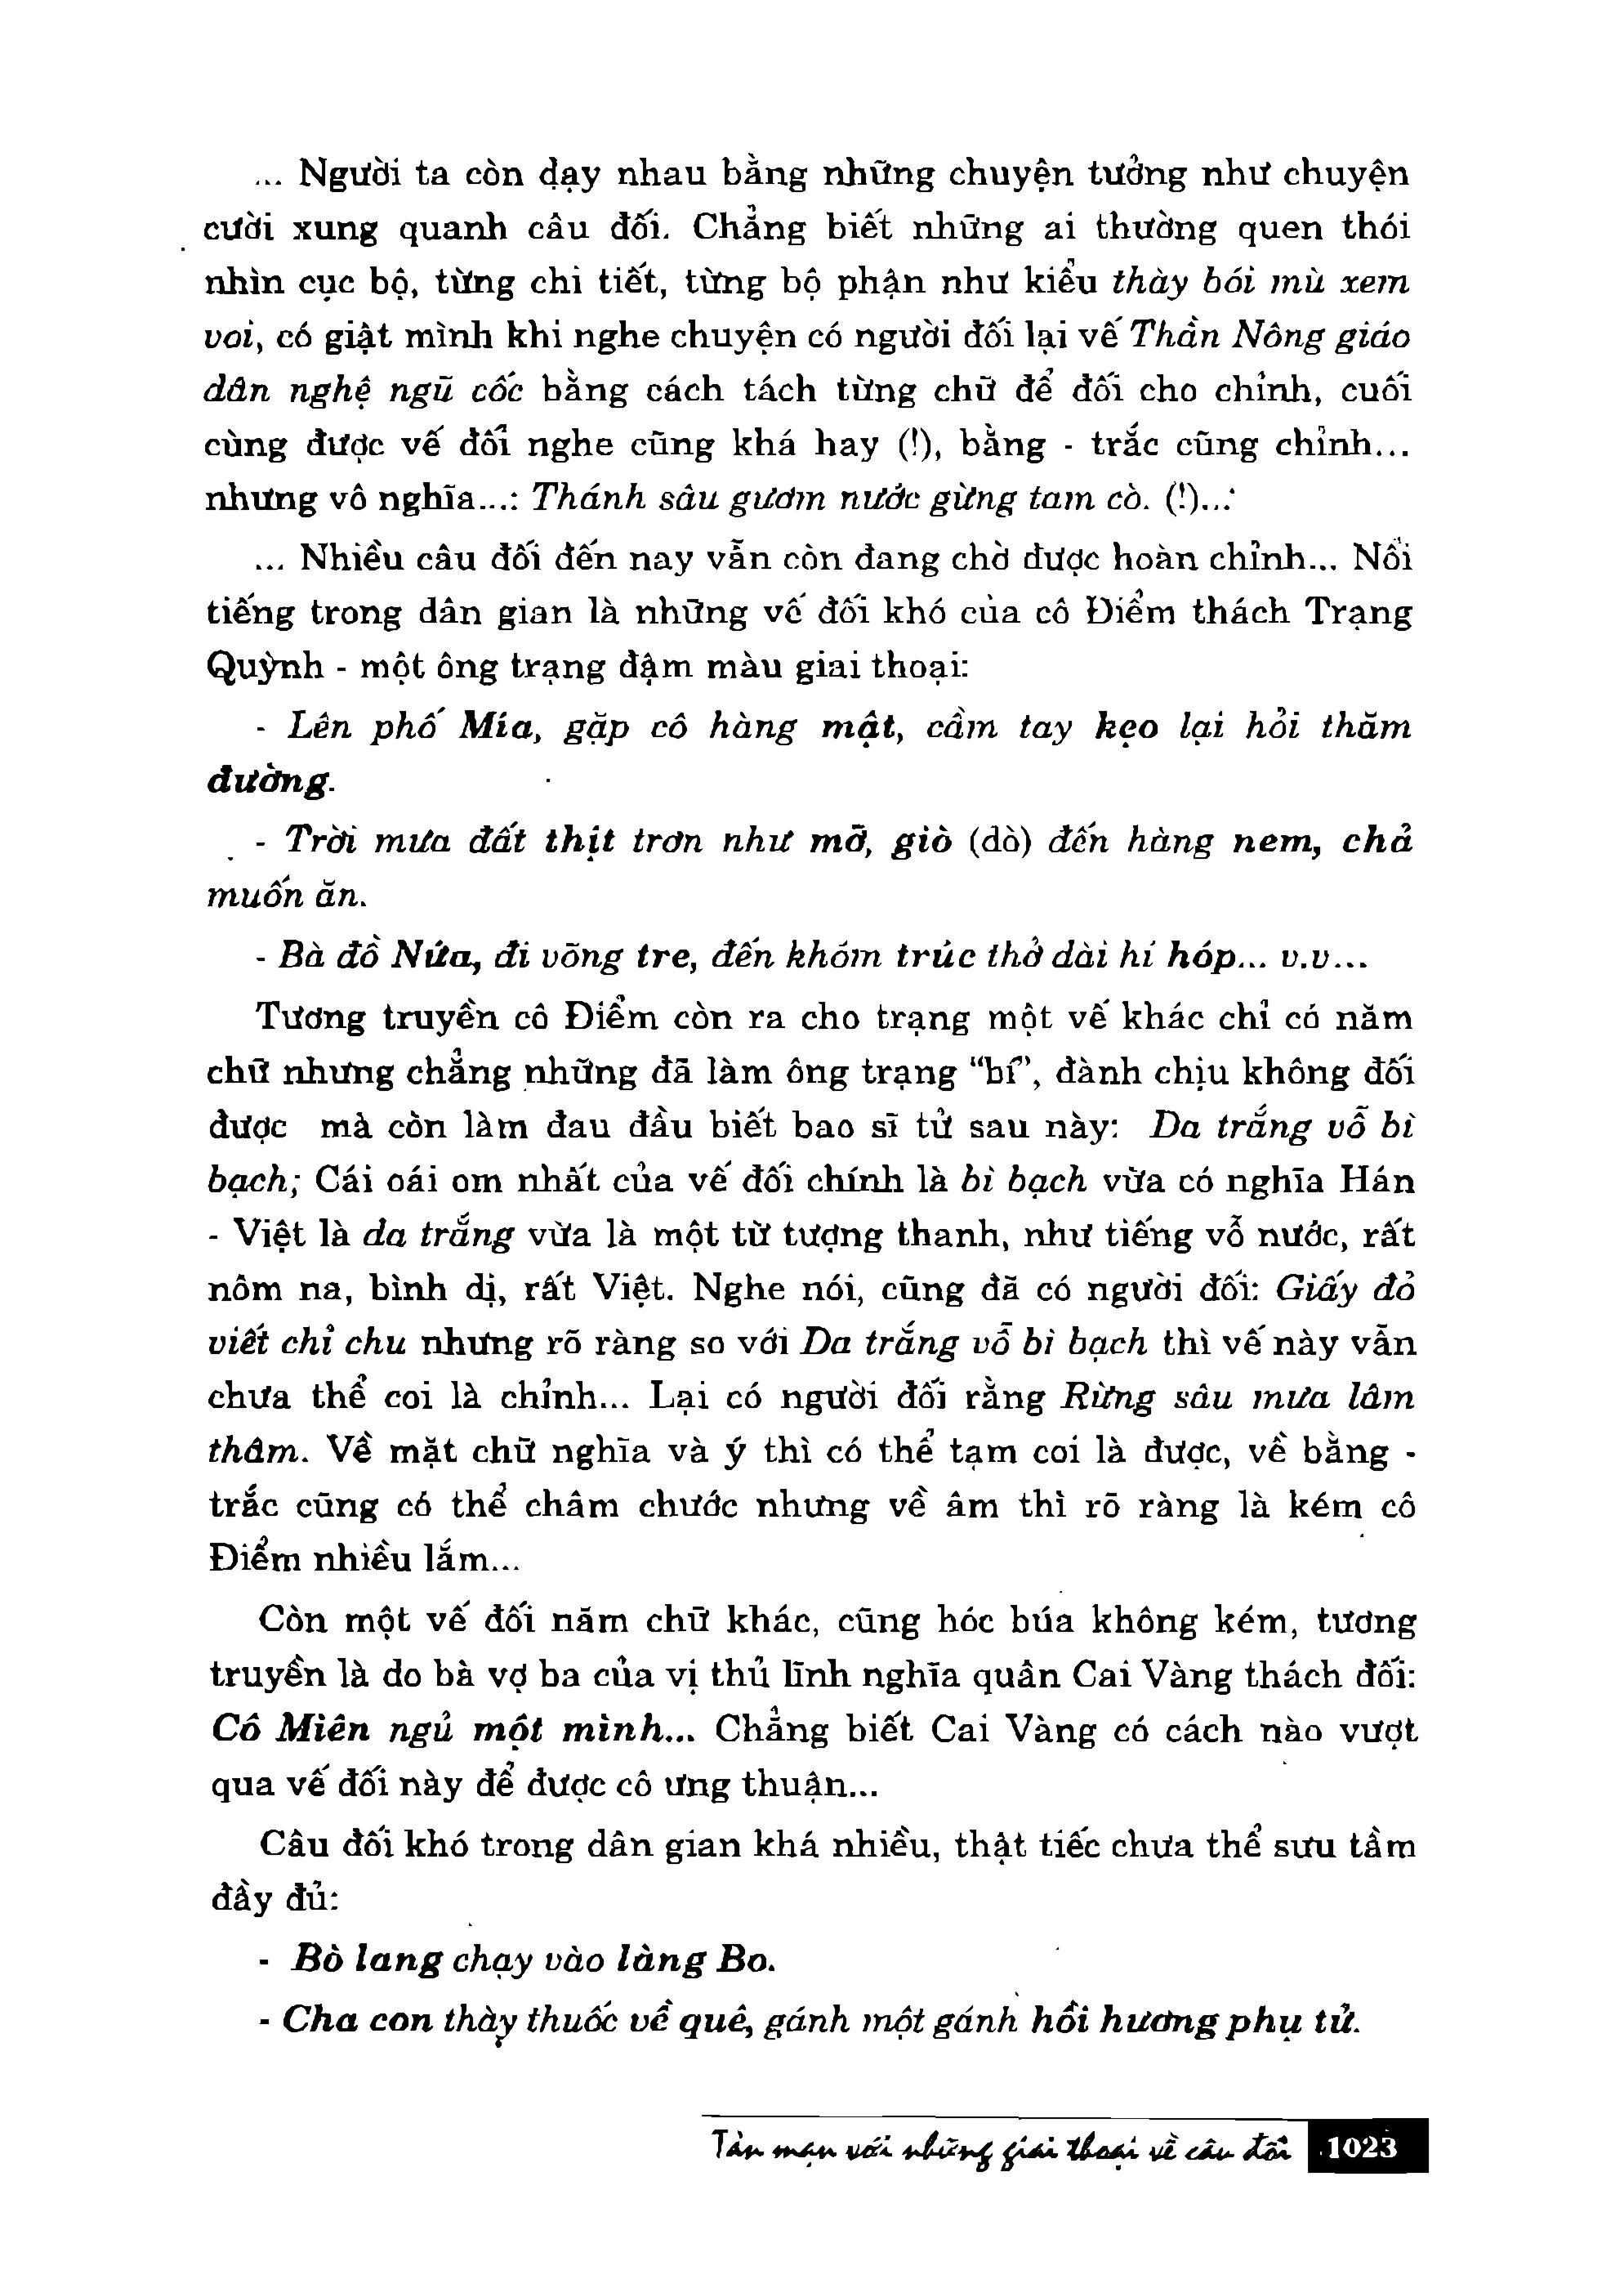 ... Người ta còn dạy nhau bằng những chuyện tưởng như chuyện
cười xung quanh câu đối. Chẳng biết những ai thường quen thói
nhìn cục bộ, từng chi tiết, từng bộ phận như kiểu thày bói mù xem
voi, có giật mình khi nghe chuyện có người đối lại vế Thần Nông giáo
dân nghệ ngũ cốc bằng cách tách từng chữ để đối cho chỉnh, cuối
cùng được vế đối nghe cũng khá hay (!), bằng - trắc cũng chỉnh...
nhưng vô nghĩa...: Thánh sâu gươm nước gừng tam cò. (!)...
... Nhiều câu đối đến nay vẫn còn đang chờ được hoàn chỉnh... Nổi
tiếng trong dân gian là những vế đối khó của cô Điểm thách Trạng
Quỳnh - một ông trạng đậm màu giai thoại:
- Lên phố Mía, gặp cô hàng mật, cầm tay kẹo lại hỏi thăm
đường.
- Trời mưa đất thịt trơn như mỡ, giò (dò) đến hàng nem, chả
muốn ăn.
- Bà đồ Nứa, đi võng tre, đến khóm trúc thở dài hí hóp... v.v...
Tương truyền cô Điểm còn ra cho trạng một vế khác chỉ có năm
chữ nhưng chẳng những đã làm ông trạng “bí”, đành chịu không đối
được mà còn làm đau đầu biết bao sĩ tử sau này: Da trắng vỗ bì
bạch; Cái oái om nhất của vế đối chính là bì bạch vừa có nghĩa Hán
- Việt là da trắng vừa là một từ tượng thanh, như tiếng vỗ nước, rất
nôm na, bình dị, rất Việt. Nghe nói, cũng đã có người đối: Giấy đỏ
viết chỉ chu nhưng rõ ràng so với Da trắng vỗ bì bạch thì vế này vẫn
chưa thể coi là chỉnh... Lại có người đối rằng Rừng sâu mưa lâm
thâm. Về mặt chữ nghĩa và ý thì có thể tạm coi là được, về bằng -
trắc cũng có thể châm chước nhưng về âm thì rõ ràng là kém cô
Điểm nhiều lắm...
Còn một vế đối năm chữ khác, cũng hóc búa không kém, tương
truyền là do bà vợ ba của vị thủ lĩnh nghĩa quân Cai Vàng thách đối:
Cô Miên ngủ một mình... Chẳng biết Cai Vàng có cách nào vượt
qua vế đối này để được cô ưng thuận...
Câu đối khó trong dân gian khá nhiều, thật tiếc chưa thể sưu tầm
đầy đủ:
- Bò lang chạy vào làng Bo.
- Cha con thày thuốc về quê, gánh một gánh hồi hương phụ tử.
Tản mạn với những giai thoại về câu đối 1023